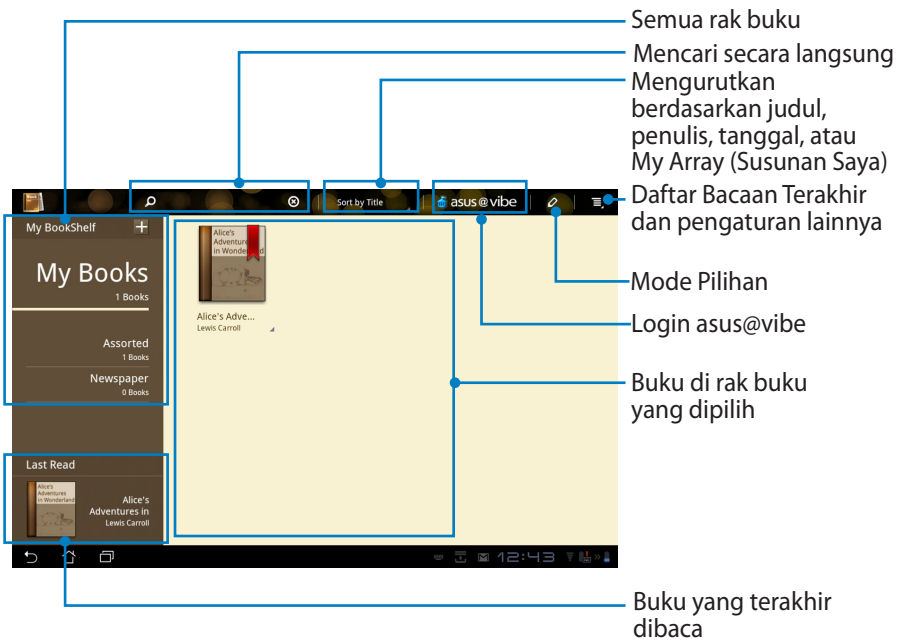 Semua rak buku
Mencari secara langsung
Mengurutkan
berdasarkan judul,
penulis, tanggal, atau
My Array (Susunan Saya)
Daftar Bacaan Terakhir
dan pengaturan lainnya
Mode Pilihan
Login asus@vibe
Buku di rak buku
yang dipilih
Buku yang terakhir
dibaca
Sort by Title
asus@vibe
My BookShelf
My Books
1 Books
Assorted
1 Books
Newspaper
0 Books
Alice's
Adventures
in Wonderland
Alice's Adve...
Lewis Carroll
Last Read
Alice's
Adventures
in Wonderland
Alice's
Adventures in
Lewis Carroll
12:43